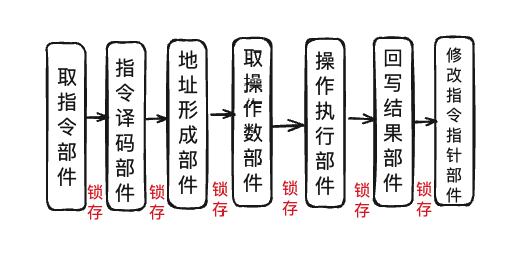 取指令部件
指令译码部件
地址形成部件
取操作数部件
操作执行部件
回写结果部件
修改指令指针部件
锁存
锁存
锁存
锁存
锁存
锁存